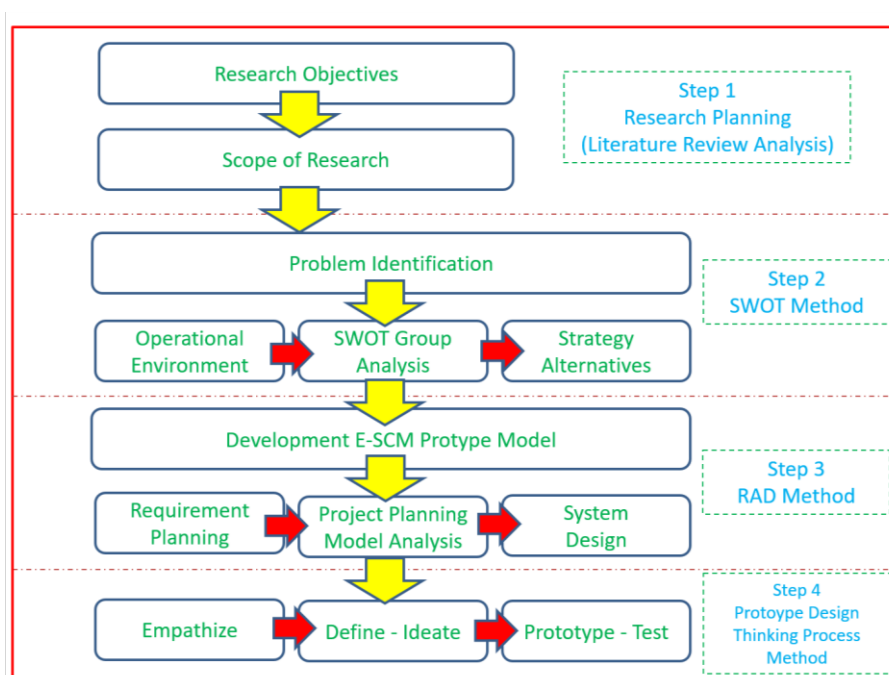 Research Objectives
Step 1
Research Planning
(Literature Review Analysis)
Scope of Research
Problem Identification
Step 2
SWOT Method
Operational
Environment
SWOT Group
Analysis
Strategy
Alternatives
Development E-SCM Protype Model
Step 3
RAD Method
Requirement
Planning
Project Planning
Model Analysis
System
Design
Step 4
Protoype Design
Thinking Process
Method
Empathize
Define - Ideate
Prototype - Test